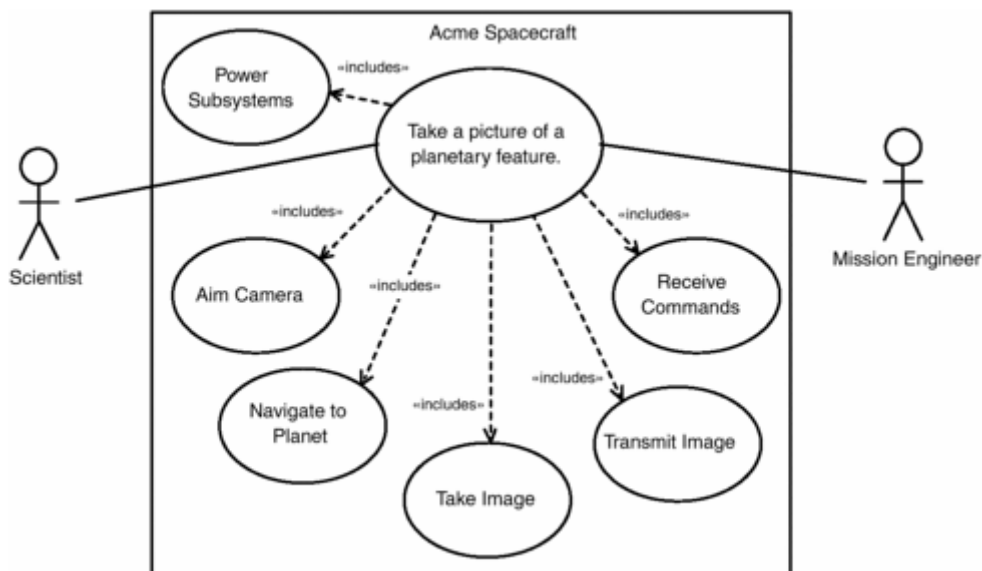 Acme Spacecraft
«includes»
Power
Subsystems
Take a picture of a
planetary feature.
«includes»
«includes»
Scientist
Mission Engineer
Aim Camera
«includes»
Receive
Commands
«includes»
«includes»
Navigate to
Planet
Transmit Image
Take Image